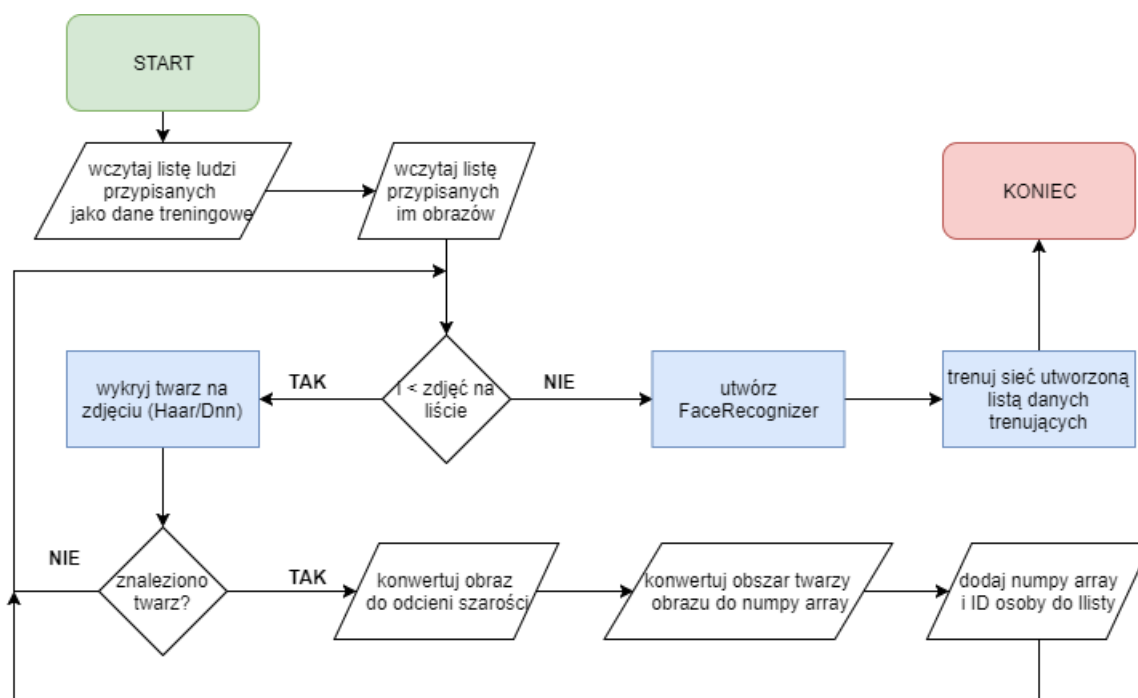 START
wczytaj listę ludzi
przypisanych
jako dane treningowe
wczytaj listę
przypisanych
im obrazów
KONIEC
wykryj twarz na
zdjęciu (Haar/Dnn)
TAK
I < zdjęć na
liście
NIE
utwórz
FaceRecognizer
trenuj sieć utworzoną
listą danych
trenujących
NIE
znaleziono
twarz?
TAK
konwertuj obraz
do odcieni szarości
konwertuj obszar twarzy
obrazu do numpy array
dodaj numpy array
i ID osoby do llisty